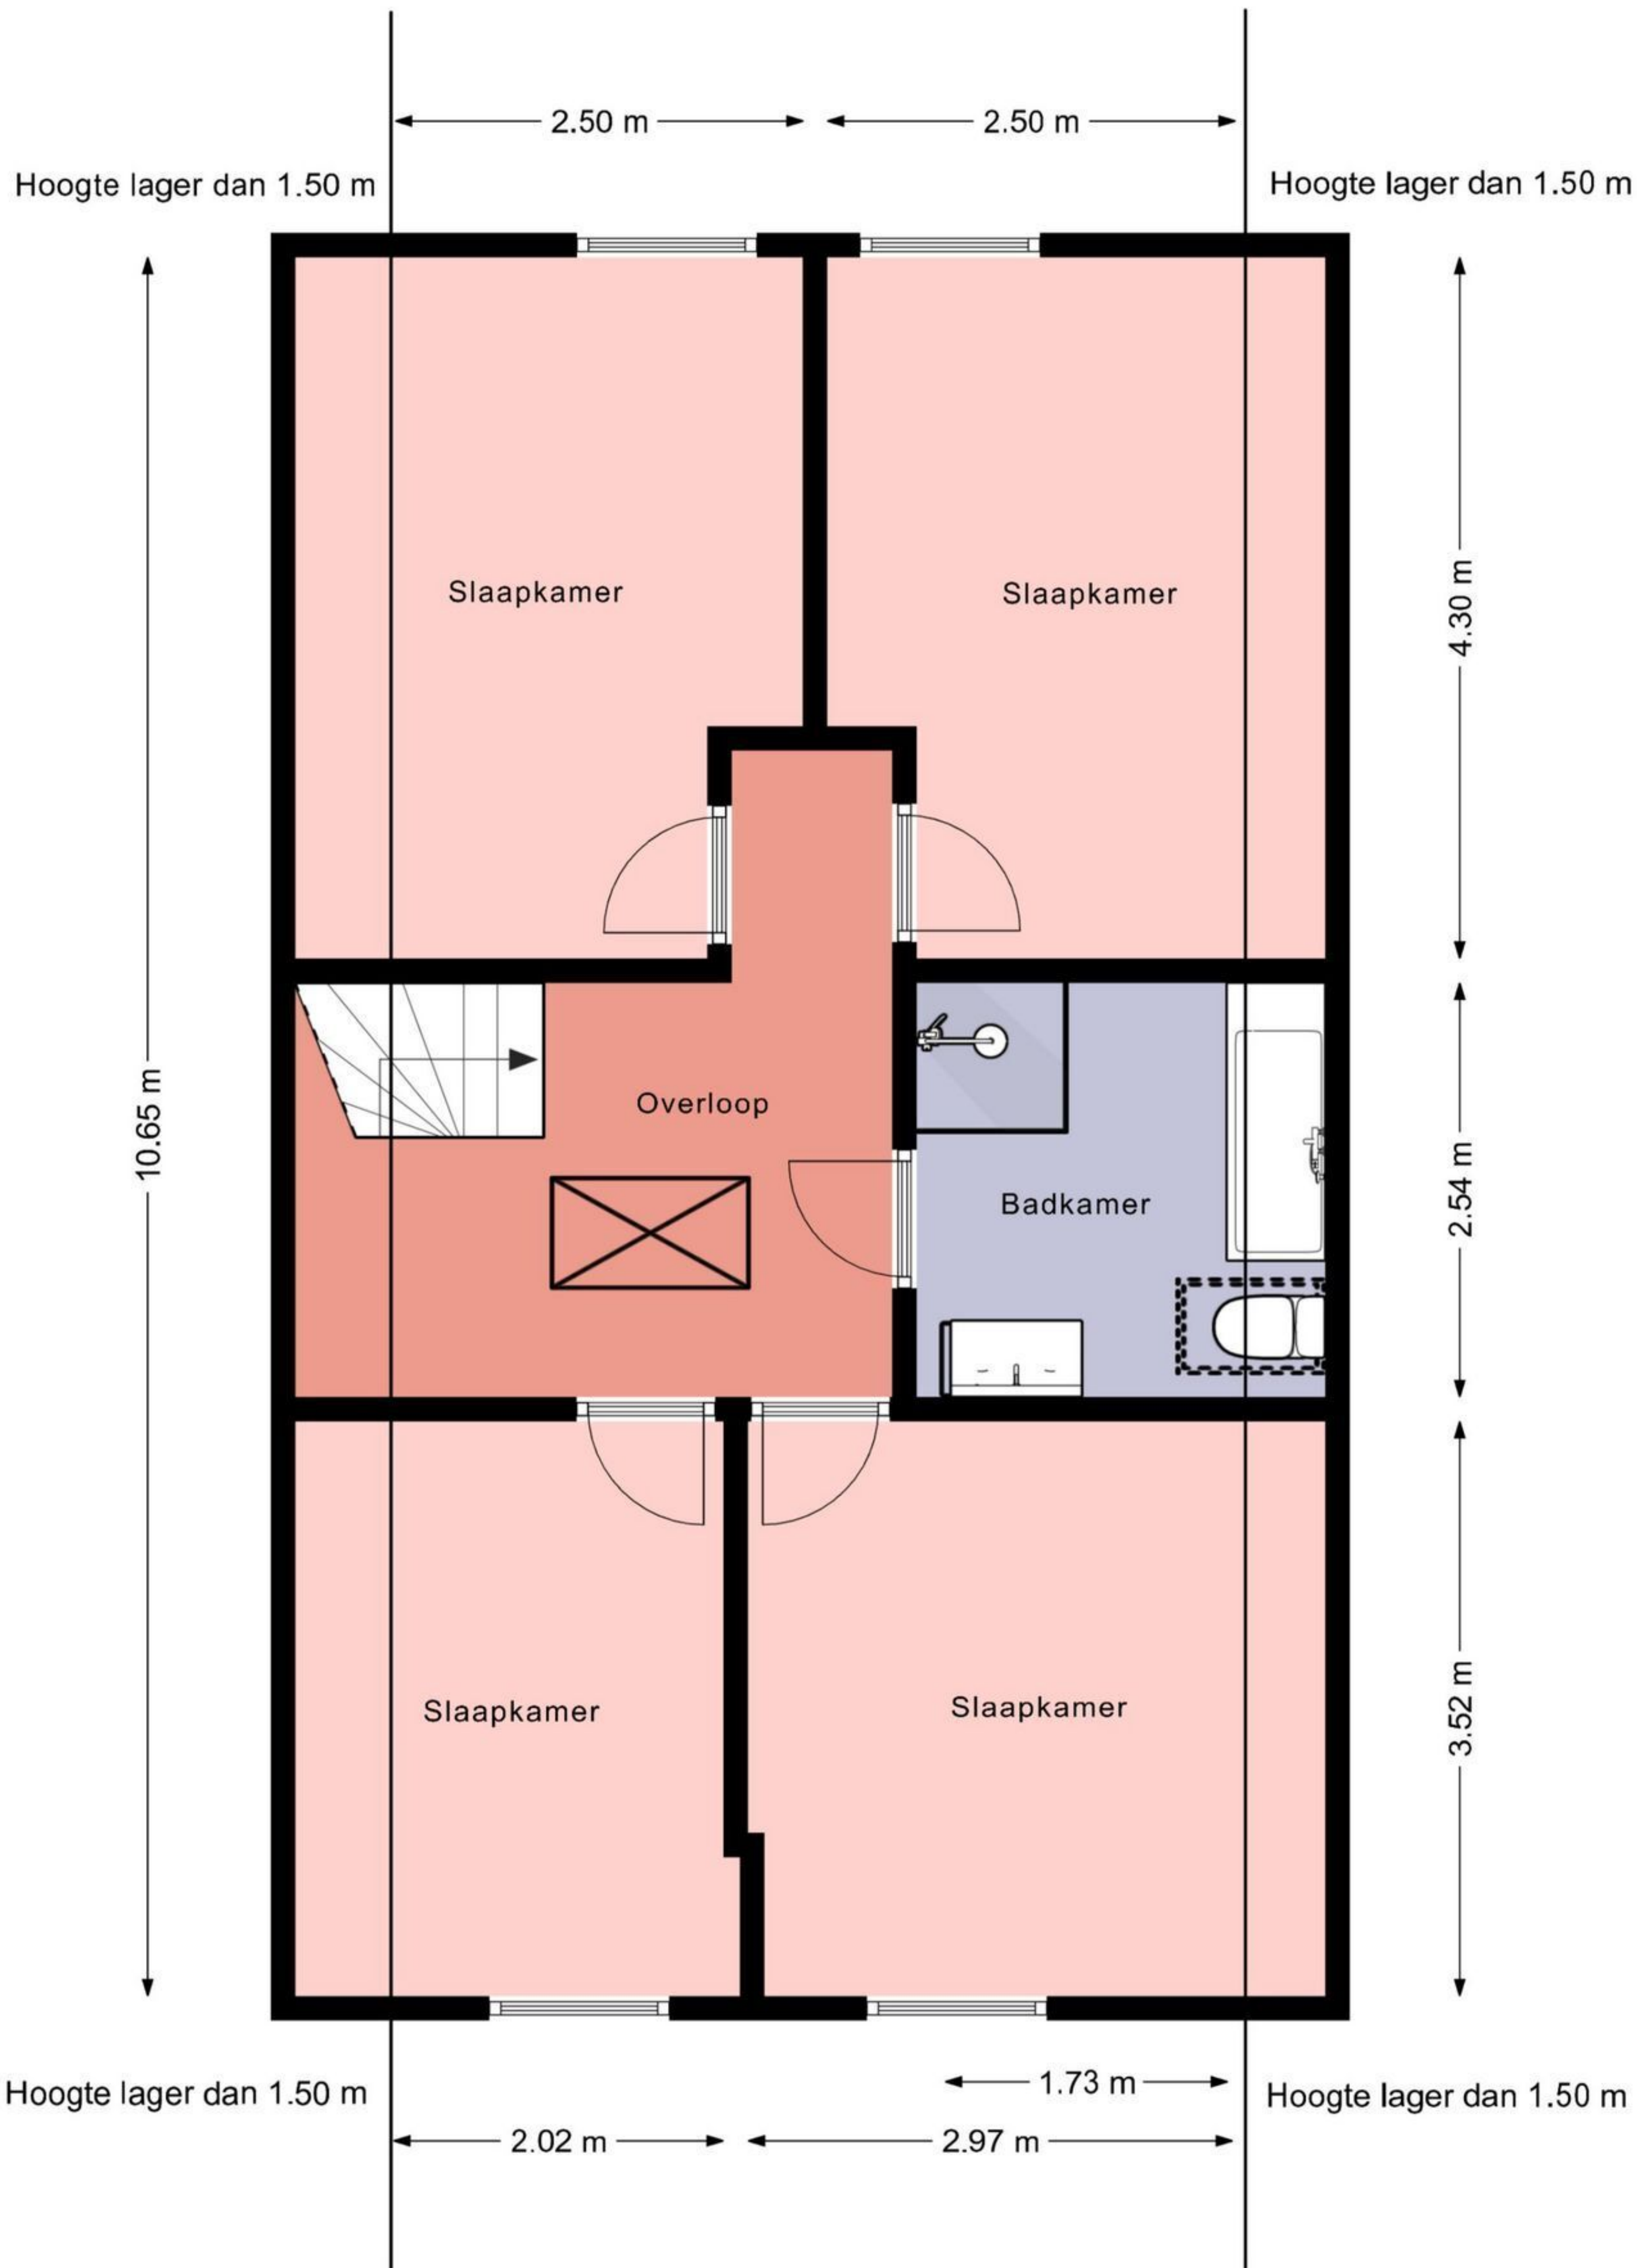 2.50 m
2.50 m
Hoogte lager dan 1.50 m
Hoogte lager dan 1.50 m
Slaapkamer
Slaapkamer
4.30 m
10.65 m
Overloop
Badkamer
2.54 m
Slaapkamer
Slaapkamer
3.52 m
1.73 m
Hoogte lager dan 1.50 m
Hoogte lager dan 1.50 m
2.02 m
2.97 m